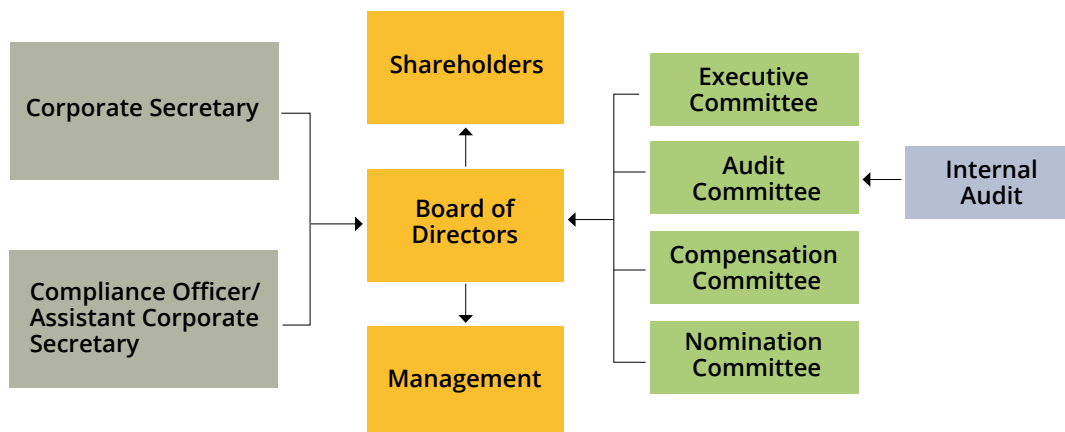 Corporate Secretary
Compliance Officer/
Assistant Corporate
Secretary
Shareholders
Board of
Directors
Management
Executive
Committee
Audit
Committee
Compensation
Committee
Nomination
Committee
Internal
Audit